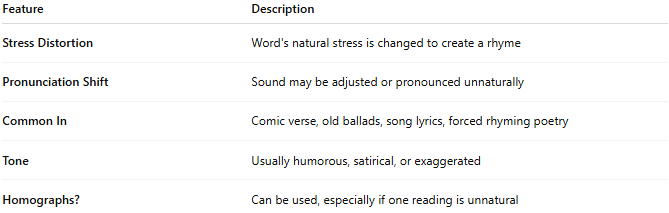 Feature Description
Stress Distortion Word's natural stress is changed to create a rhyme
Pronunciation Shift Sound may be adjusted or pronounced unnaturally
Common In Comic verse, old ballads, song lyrics, forced rhyming poetry
Tone Usually humorous, satirical, or exaggerated
Homographs? Can be used, especially if one reading is unnatural